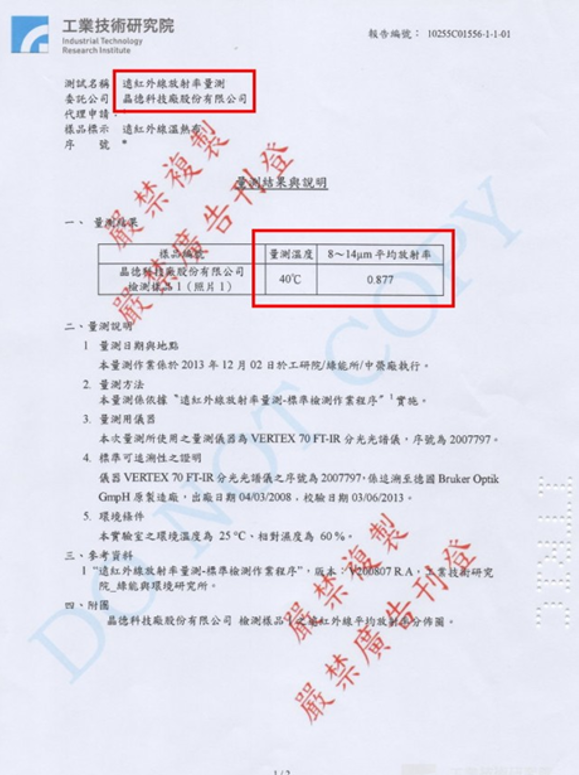 工業技術研究院
Industrial Technology
Research Institute
報告編號： 10255C01556-1-1-01
測試名稱 遠紅外線放射率量測
委託公司 晶德科技廠股份有限公司
代理申請：*
樣品標示 遠紅外線溫熱布
序 號 *
量測結果與說明
一、 量測結果
樣品編號 量測溫度 8～14μm 平均放射率
晶德科技廠股份有限公司
檢測樣品 1（照片 1） 40℃ 0.877
二、量測說明
1 量測日期與地點
本量測作業係於 2013 年 12 月 02 日於工研院/綠能所/中興廠執行。
2. 量測方法
本量測係依據“遠紅外線放射率量測-標準檢測作業程序”1實施。
3. 量測用儀器
本次量測所使用之量測儀器為 VERTEX 70 FT-IR 分光光譜儀，序號為 2007797。
4. 標準可追溯性之證明
儀器 VERTEX 70 FT-IR 分光光譜儀之序號為 2007797，係追溯至德國 Bruker Optik
GmpH 原製造廠，出廠日期 04/03/2008，校驗日期 03/06/2013。
5. 環境條件
本實驗室之環境溫度為 25 °C、相對濕度為 60 %。
三、參考資料
1 “遠紅外線放射率量測-標準檢測作業程序”，版本：V200807 R.A，工業技術研究
院_綠能與環境研究所。
四、附圖
晶德科技廠股份有限公司 檢測樣品 1 之遠紅外線平均放射率分佈圖。
嚴禁複製
嚴禁廣告刊登
嚴禁複製
嚴禁廣告刊登
DO NOT COPY
ITREC
1 / 2